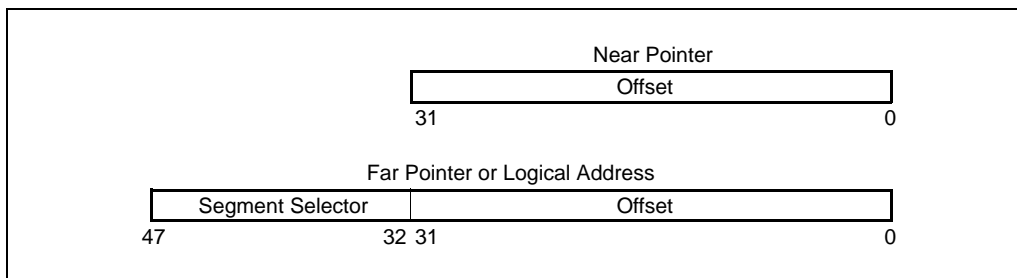 Near Pointer
Offset
31 0
Far Pointer or Logical Address
Segment Selector Offset
47 32 31 0